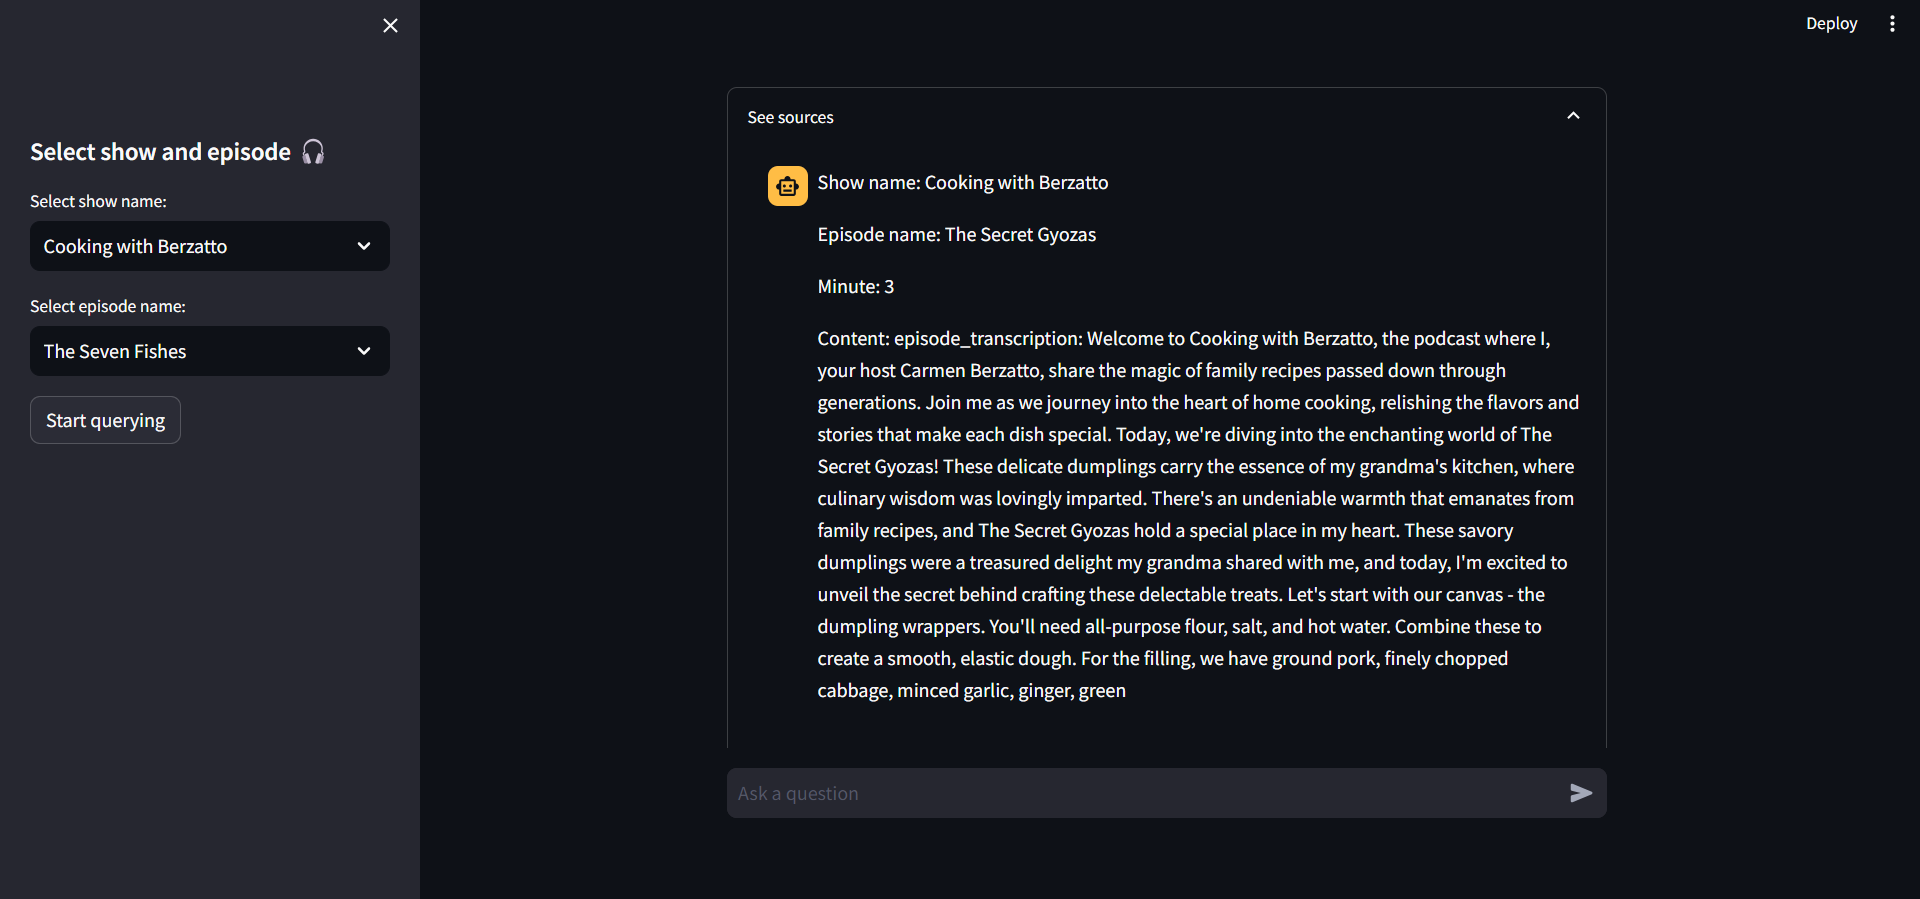 Deploy
Select show and episode
Select show name:
Cooking with Berzatto
Select episode name:
The Seven Fishes
Start querying
See sources
Show name: Cooking with Berzatto
Episode name: The Secret Gyozas
Minute: 3
Content: episode_transcription: Welcome to Cooking with Berzatto, the podcast where I,
your host Carmen Berzatto, share the magic of family recipes passed down through
generations. Join me as we journey into the heart of home cooking, relishing the flavors and
stories that make each dish special. Today, we're diving into the enchanting world of The
Secret Gyozas! These delicate dumplings carry the essence of my grandma's kitchen, where
culinary wisdom was lovingly imparted. There's an undeniable warmth that emanates from
family recipes, and The Secret Gyozas hold a special place in my heart. These savory
dumplings were a treasured delight my grandma shared with me, and today, I'm excited to
unveil the secret behind crafting these delectable treats. Let's start with our canvas - the
dumpling wrappers. You'll need all-purpose flour, salt, and hot water. Combine these to
create a smooth, elastic dough. For the filling, we have ground pork, finely chopped
cabbage, minced garlic, ginger, green
Ask a question